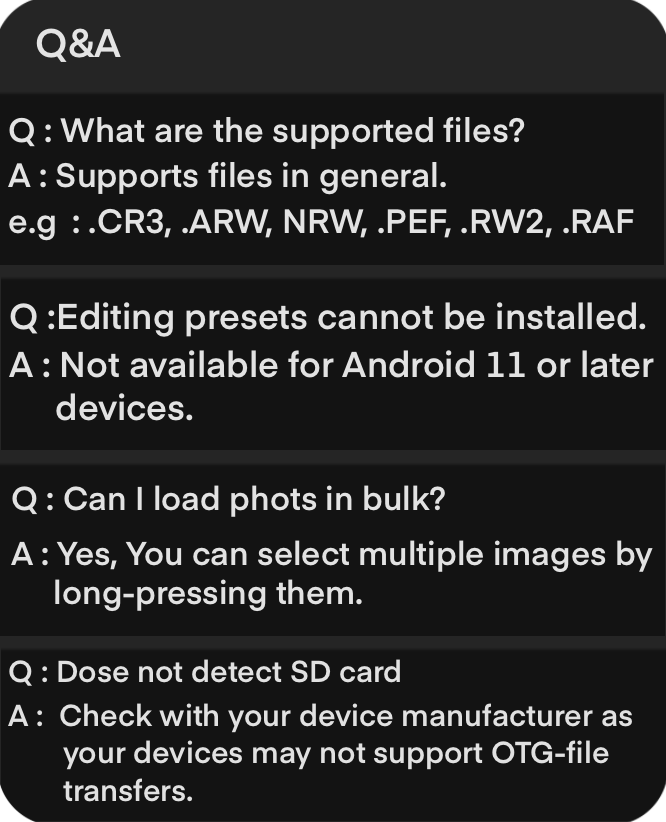 Q&A
Q : What are the supported files?
A : Supports files in general.
e.g : .CR3, .ARW, NRW, .PEF, .RW2, .RAF
Q :Editing presets cannot be installed.
A : Not available for Android 11 or later
devices.
Q : Can I load phots in bulk?
A : Yes, You can select multiple images by
long-pressing them.
Q : Dose not detect SD card
A : Check with your device manufacturer as
your devices may not support OTG-file
transfers.